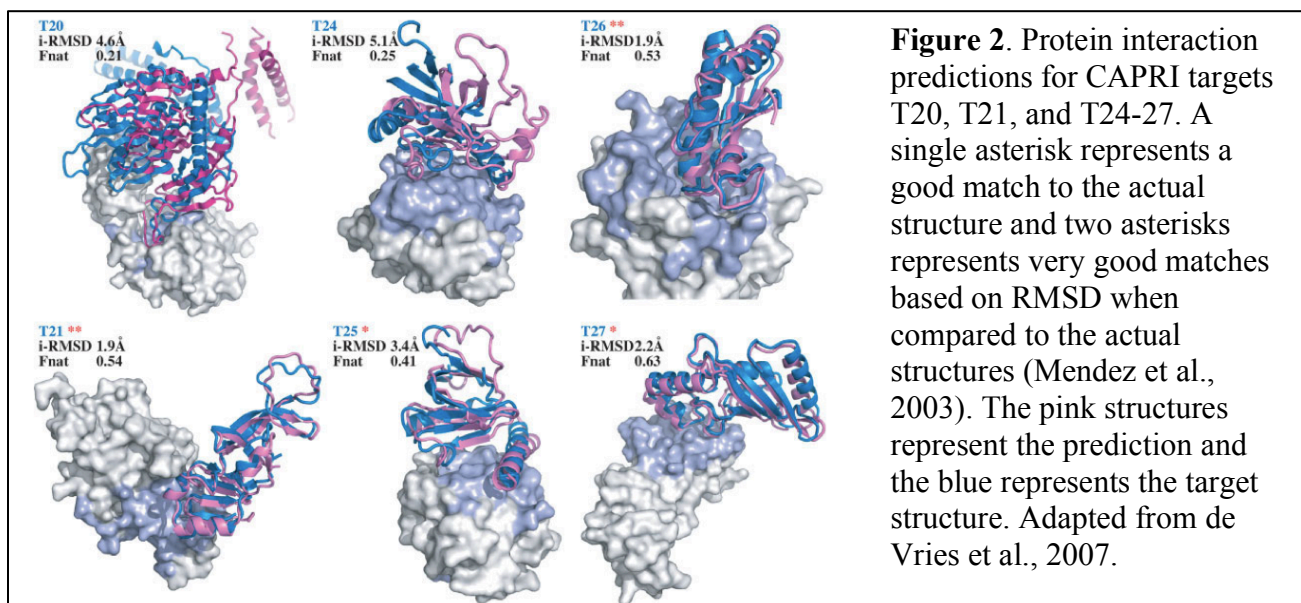 T20
i-RMSD 4.6Å
Fnat 0.21
T24
i-RMSD 5.1Å
Fnat 0.25
T26 **
i-RMSD1.9Å
Fnat 0.53
T21 **
i-RMSD 1.9Å
Fnat 0.54
T25 *
i-RMSD 3.4Å
Fnat 0.41
T27 *
i-RMSD2.2Å
Fnat 0.63
Figure 2. Protein interaction
predictions for CAPRI targets
T20, T21, and T24-27. A
single asterisk represents a
good match to the actual
structure and two asterisks
represents very good matches
based on RMSD when
compared to the actual
structures (Mendez et al.,
2003). The pink structures
represent the prediction and
the blue represents the target
structure. Adapted from de
Vries et al., 2007.